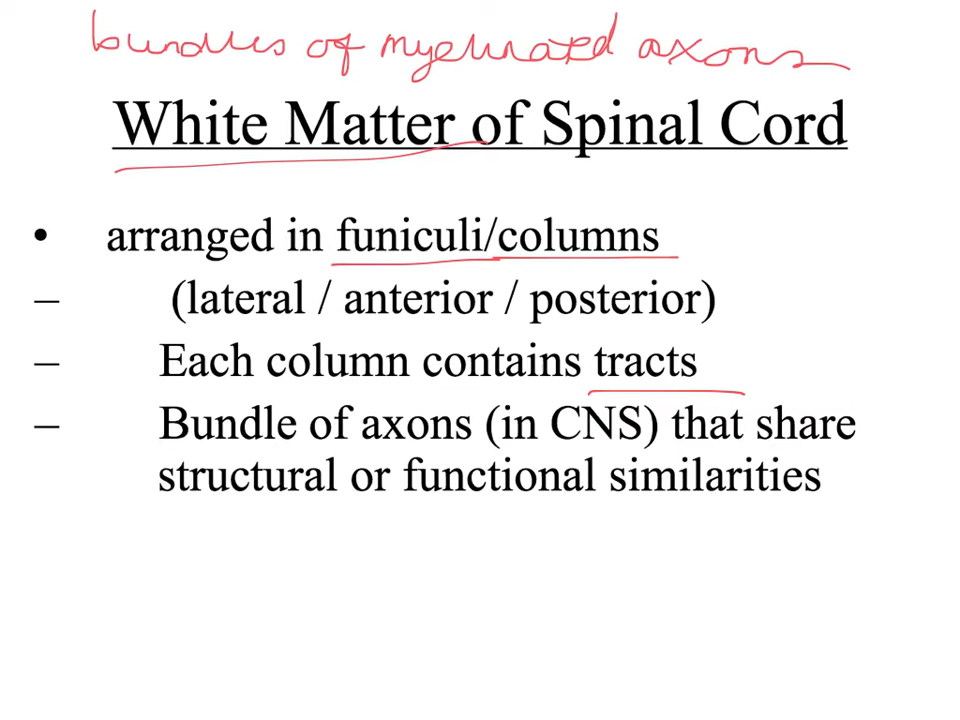 bundles of myelinated axons
White Matter of Spinal Cord
• arranged in funiculi/columns
– (lateral / anterior / posterior)
– Each column contains tracts
– Bundle of axons (in CNS) that share
structural or functional similarities